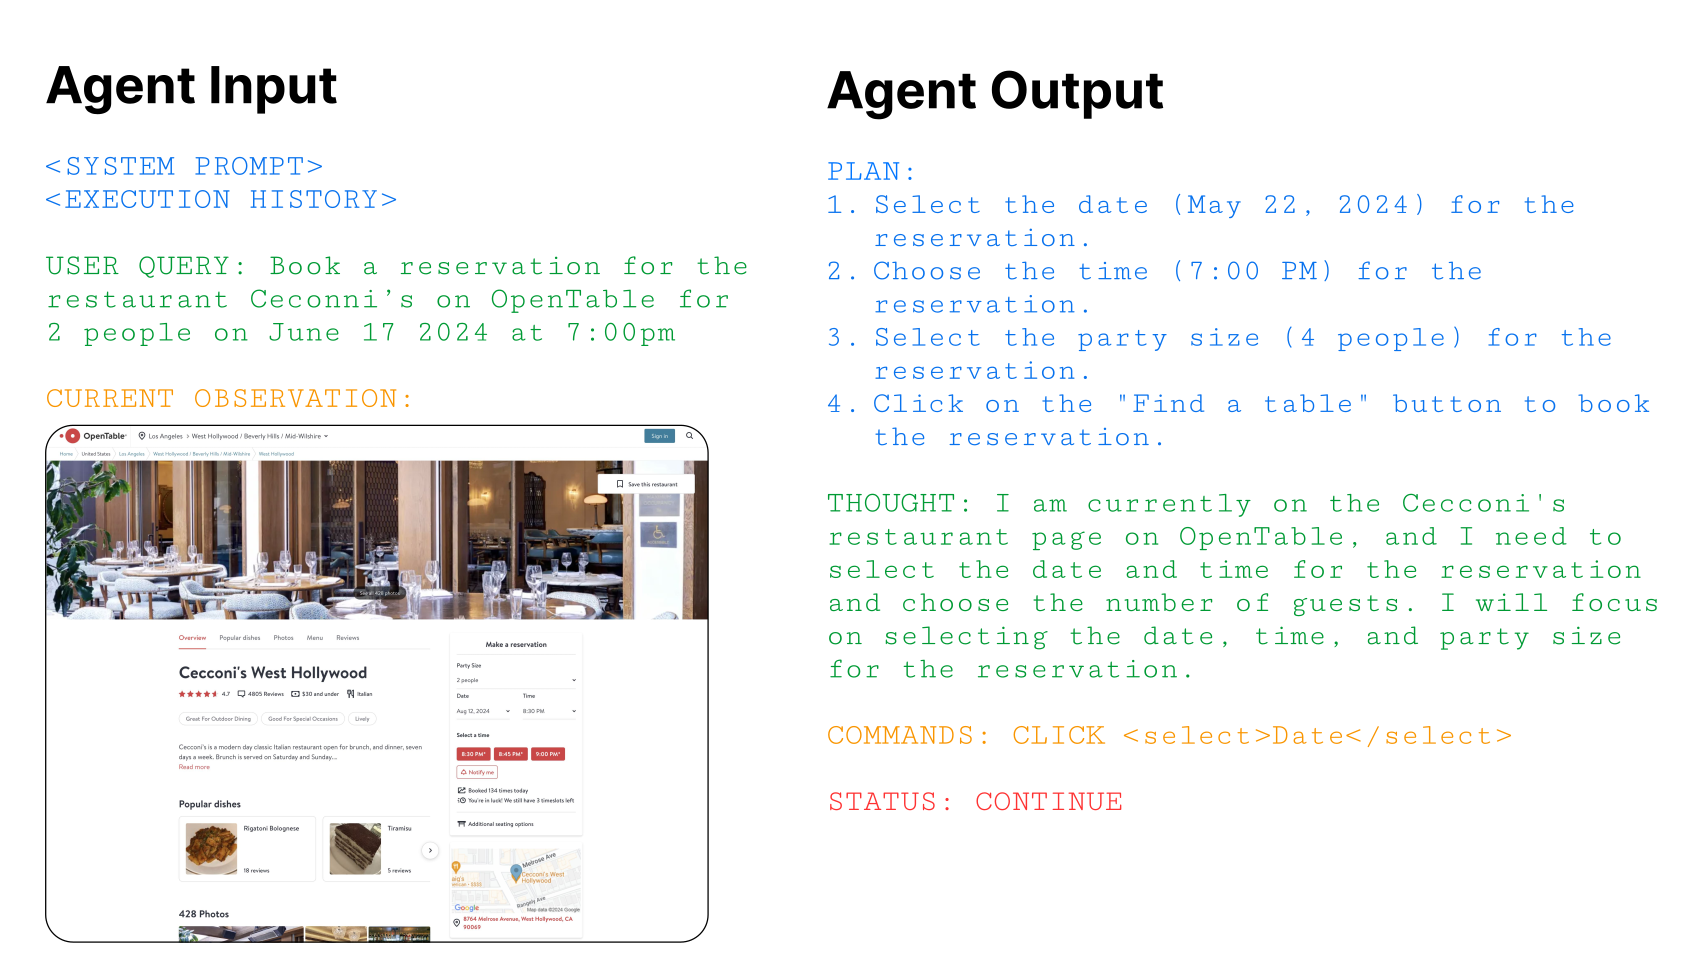 Agent Input
<SYSTEM PROMPT>
<EXECUTION HISTORY>
USER QUERY: Book a reservation for the
restaurant Ceconni’s on OpenTable for
2 people on June 17 2024 at 7:00pm
CURRENT OBSERVATION:
OpenTable
Los Angeles > West Hollywood / Beverly Hills / Mid-Wilshire
Sign in
Home > United States > Los Angeles > West Hollywood / Beverly Hills / Mid-Wilshire > West Hollywood
Save this restaurant
See all 428 photos
Overview Popular dishes Photos Menu Reviews
Cecconi's West Hollywood
4.7 4805 Reviews $30 and under Italian
Great For Outdoor Dining Good For Special Occasions Lively
Cecconi's is a modern day classic Italian restaurant open for brunch, and dinner, seven
days a week. Brunch is served on Saturday and Sunday...
Read more
Popular dishes
Rigatoni Bolognese
18 reviews
Tiramisu
5 reviews
428 Photos
Make a reservation
Party Size
2 people
Date Time
Aug 12, 2024 8:30 PM
Select a time
8:30 PM* 8:45 PM* 9:00 PM*
Notify me
Booked 134 times today
You're in luck! We still have 3 timeslots left
Additional seating options
Melrose Ave
Cecconi's West
Hollywood
Rangely Ave
Google
Map data ©2024 Google
8764 Melrose Avenue, West Hollywood, CA
90069
Agent Output
PLAN:
1. Select the date (May 22, 2024) for the
reservation.
2. Choose the time (7:00 PM) for the
reservation.
3. Select the party size (4 people) for the
reservation.
4. Click on the "Find a table" button to book
the reservation.
THOUGHT: I am currently on the Cecconi's
restaurant page on OpenTable, and I need to
select the date and time for the reservation
and choose the number of guests. I will focus
on selecting the date, time, and party size
for the reservation.
COMMANDS: CLICK <select>Date</select>
STATUS: CONTINUE